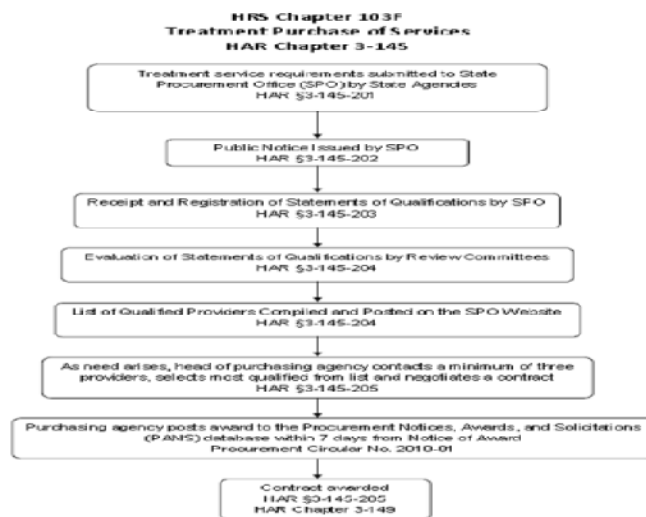 HRS Chapter 103F
Treatment Purchase of Services
HAR Chapter 3-145
Treatment service requirements submitted to State
Procurement Office (SPO) by State Agencies
HAR §3-145-201
Public Notice Issued by SPO
HAR §3-145-202
Receipt and Registration of Statements of Qualifications by SPO
HAR §3-145-203
Evaluation of Statements of Qualifications by Review Committees
HAR §3-145-204
List of Qualified Providers Compiled and Posted on the SPO Website
HAR §3-145-204
As need arises, head of purchasing agency contacts a minimum of three
providers, selects most qualified from list and negotiates a contract
HAR §3-145-205
Purchasing agency posts award to the Procurement Notices, Awards, and Solicitations
(PANS) database within 7 days from Notice of Award
Procurement Circular No. 2010-01
Contract awarded
HAR §3-145-205
HAR Chapter 3-149